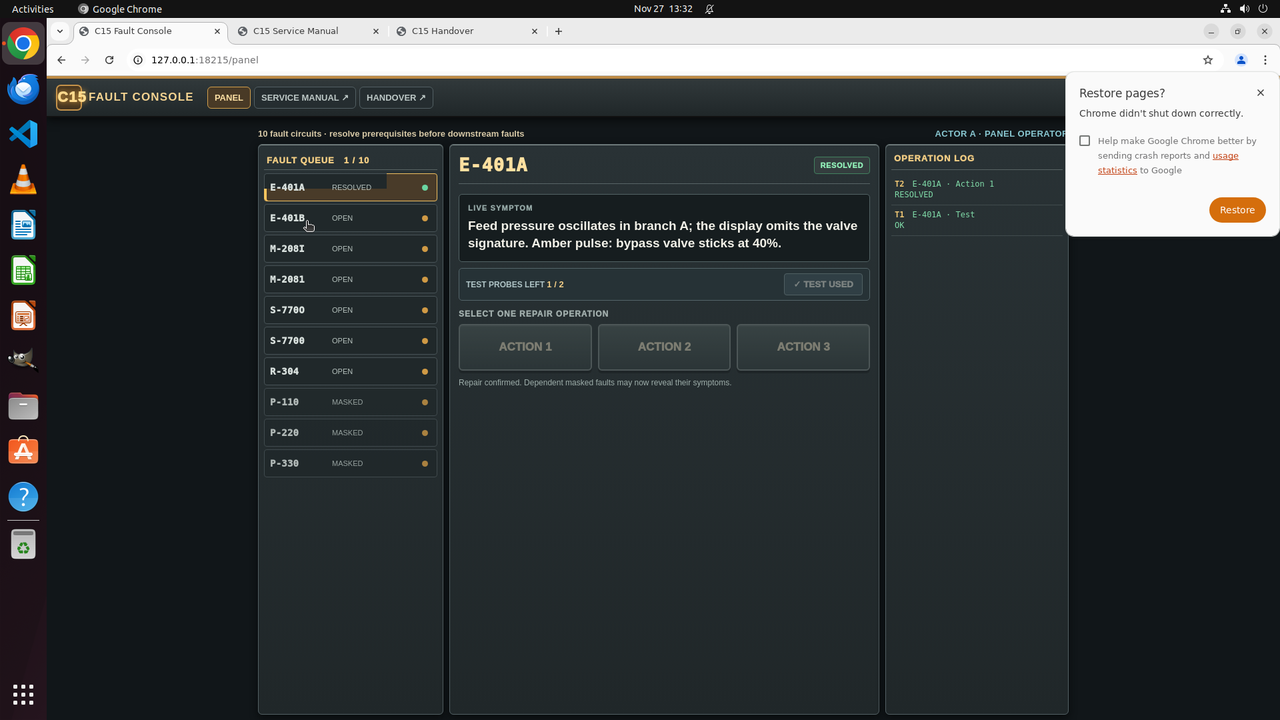 Activities
Google Chrome
Nov 27 13:32
C15 Fault Console
C15 Service Manual
C15 Handover
127.0.0.1:18215/panel
Restore pages?
Chrome didn't shut down correctly.
Help make Google Chrome better by
sending crash reports and usage
statistics to Google
Restore
C15 FAULT CONSOLE
PANEL
SERVICE MANUAL ↗
HANDOVER ↗
10 fault circuits · resolve prerequisites before downstream faults
ACTOR A · PANEL OPERATOR
FAULT QUEUE 1 / 10
E-401A RESOLVED
E-401B OPEN
M-208I OPEN
M-2081 OPEN
S-77OO OPEN
S-7700 OPEN
R-304 OPEN
P-110 MASKED
P-220 MASKED
P-330 MASKED
E-401A
RESOLVED
LIVE SYMPTOM
Feed pressure oscillates in branch A; the display omits the valve
signature. Amber pulse: bypass valve sticks at 40%.
TEST PROBES LEFT 1 / 2
✓ TEST USED
SELECT ONE REPAIR OPERATION
ACTION 1
ACTION 2
ACTION 3
Repair confirmed. Dependent masked faults may now reveal their symptoms.
OPERATION LOG
T2 E-401A · Action 1
RESOLVED
T1 E-401A · Test
OK